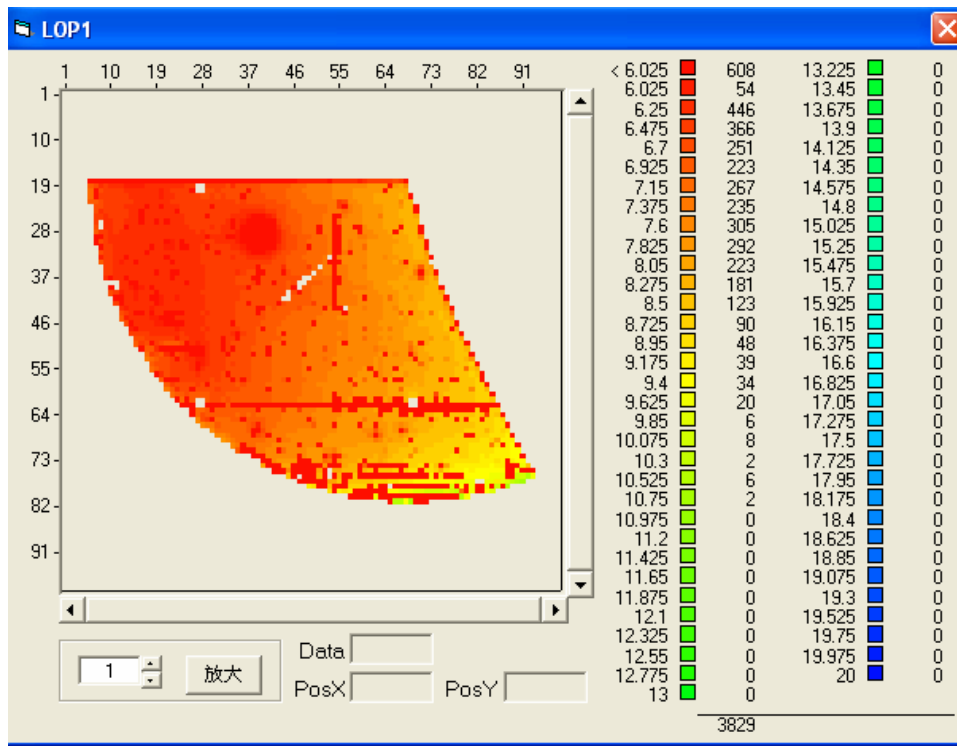 LOP1
1 10 19 28 37 46 55 64 73 82 91
1
10
19
28
37
46
55
64
73
82
91
< 6.025 608 13.225 0
6.025 54 13.45 0
6.25 446 13.675 0
6.475 366 13.9 0
6.7 251 14.125 0
6.925 223 14.35 0
7.15 267 14.575 0
7.375 235 14.8 0
7.6 305 15.025 0
7.825 292 15.25 0
8.05 223 15.475 0
8.275 181 15.7 0
8.5 123 15.925 0
8.725 90 16.15 0
8.95 48 16.375 0
9.175 39 16.6 0
9.4 34 16.825 0
9.625 20 17.05 0
9.85 6 17.275 0
10.075 8 17.5 0
10.3 2 17.725 0
10.525 6 17.95 0
10.75 2 18.175 0
10.975 0 18.4 0
11.2 0 18.625 0
11.425 0 18.85 0
11.65 0 19.075 0
11.875 0 19.3 0
12.1 0 19.525 0
12.325 0 19.75 0
12.55 0 19.975 0
12.775 0 20 0
13 0
3829
1 放大
Data
PosX PosY